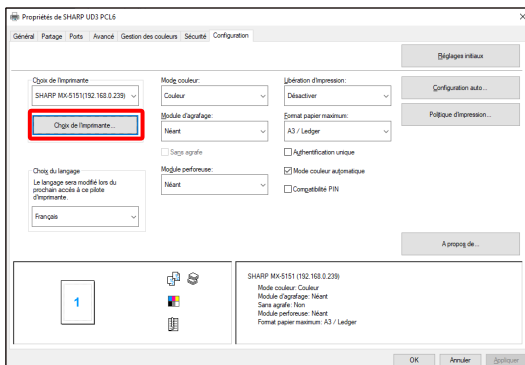 Propriétés de SHARP UD3 PCL6
Général Partage Ports Avancé Gestion des couleurs Sécurité Configuration
Réglages initiaux
Choix de l'imprimante
SHARP MX-5151(192.168.0.239)
Choix de l'imprimante...
Mode couleur:
Couleur
Libération d'impression:
Désactiver
Configuration auto...
Module d'agrafage:
Néant
Format papier maximum:
A3 / Ledger
Politique d'impression...
Sans agrafe
Authentification unique
Choix du langage
Le langage sera modifié lors du
prochain accès à ce pilote
d'imprimante.
Français
Module perforeuse:
Néant
Mode couleur automatique
Compatibilité PIN
A propos de...
1
SHARP MX-5151 (192.168.0.239)
Mode couleur: Couleur
Module d'agrafage: Néant
Sans agrafe: Non
Module perforeuse: Néant
Format papier maximum: A3 / Ledger
OK Annuler Appliquer